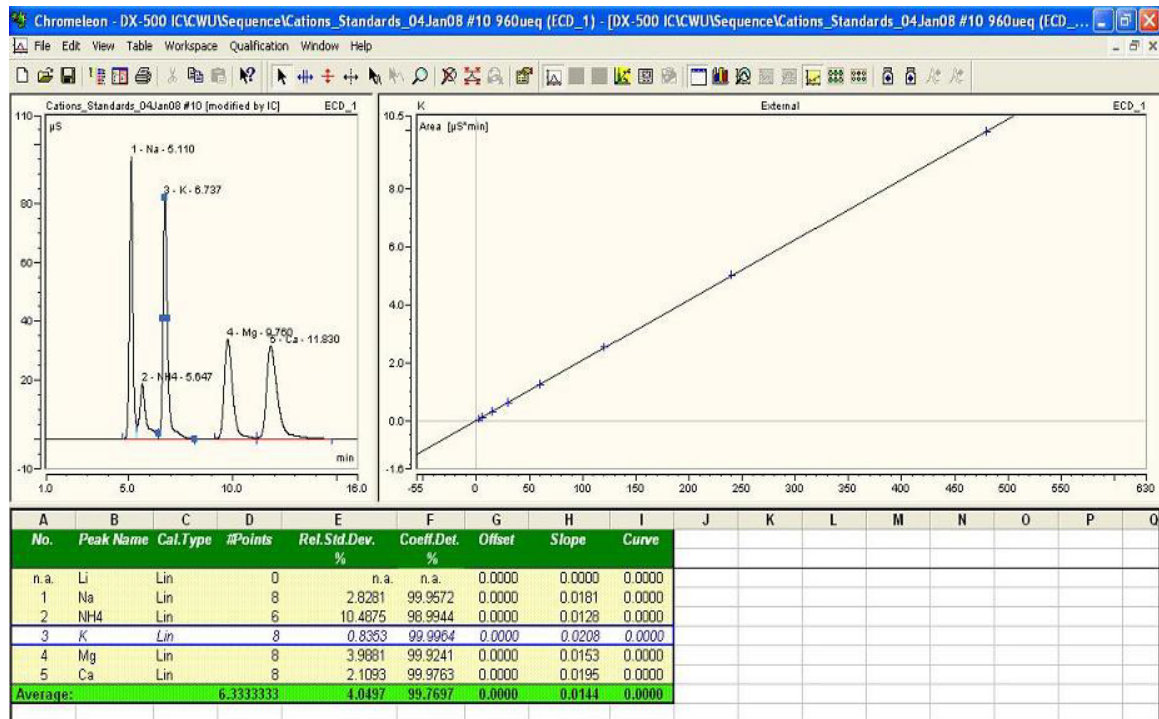 Chromeleon - DX-500 IC\CWU\Sequence\Cations_Standards_04Jan08 #10 960ueq (ECD_1) - [DX-500 IC\CWU\Sequence\Cations_Standards_04Jan08 #10 960ueq (ECD_...
File Edit View Table Workspace Qualification Window Help
Cations_Standards_04Jan08 #10 [modified by IC] ECD_1
110
µS
1 - Na - 5.110
3 - K - 6.737
80
60
40
4 - Mg - 9.760
5 - Ca - 11.830
20
2 - NH4 - 5.647
min
-10
1.0 5.0 10.0 16.0
K External ECD_1
10.5
Area [µS*min]
8.0
6.0
4.0
2.0
0.0
-1.6
-55 0 50 100 150 200 250 300 350 400 450 500 550 630
A B C D E F G H I J K L M N O P Q
No. Peak Name Cal.Type #Points Rel.Std.Dev. Coeff.Det. Offset Slope Curve
% %
n.a. Li Lin 0 n.a. n.a. 0.0000 0.0000 0.0000
1 Na Lin 8 2.8281 99.9572 0.0000 0.0181 0.0000
2 NH4 Lin 6 10.4875 98.9944 0.0000 0.0128 0.0000
3 K Lin 8 0.8353 99.9964 0.0000 0.0208 0.0000
4 Mg Lin 8 3.9881 99.9241 0.0000 0.0153 0.0000
5 Ca Lin 8 2.1093 99.9763 0.0000 0.0195 0.0000
Average: 6.3333333 4.0497 99.7697 0.0000 0.0144 0.0000